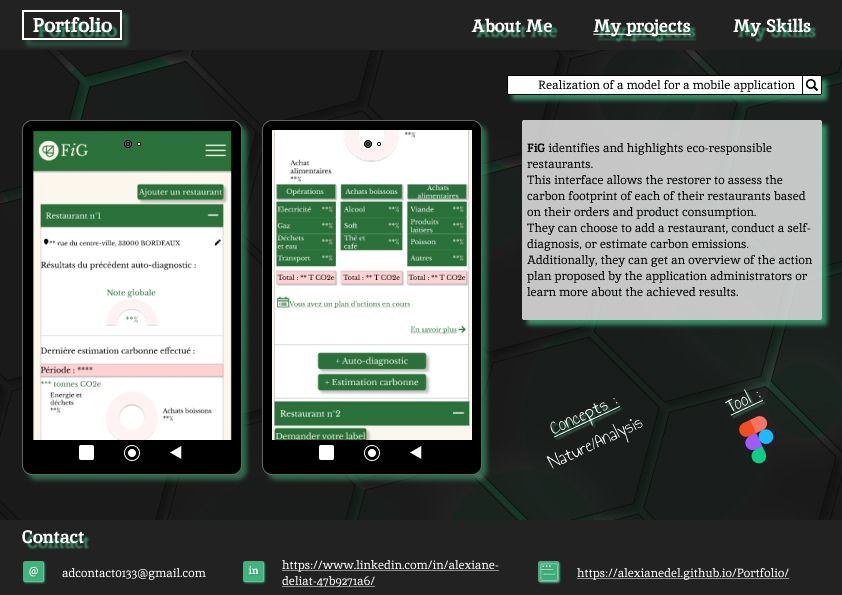 Portfolio
About Me
My projects
My Skills
Realization of a model for a mobile application
FiG
Ajouter un restaurant
Restaurant n°1
** rue du centre-ville, 33000 BORDEAUX
Résultats du précédent auto-diagnostic :
Note globale
**%
Dernière estimation carbonne effectué :
Période : ****
*** tonnes CO2e
Energie et
déchets
**%
Achats boissons
**%
**%
Achat
alimentaires
**%
Opérations
Electricité **%
Gaz **%
Déchets
et eau **%
Transport **%
Total : ** T CO2e
Achats boissons
Alcool **%
Soft **%
Thé et
café **%
Total : ** T CO2e
Achats
alimentaires
Viande **%
Produits
laitiers **%
Poisson **%
Autres **%
Total : ** T CO2e
Vous avez un plan d'actions en cours
En savoir plus
+ Auto-diagnostic
+ Estimation carbonne
Restaurant n°2
Demander votre label
FiG identifies and highlights eco-responsible
restaurants.
This interface allows the restorer to assess the
carbon footprint of each of their restaurants based
on their orders and product consumption.
They can choose to add a restaurant, conduct a self-
diagnosis, or estimate carbon emissions.
Additionally, they can get an overview of the action
plan proposed by the application administrators or
learn more about the achieved results.
Concepts :
Nature/Analysis
Tool :
Contact
@ adcontact0133@gmail.com
in https://www.linkedin.com/in/alexiane-
deliat-47b9271a6/
https://alexianedel.github.io/Portfolio/